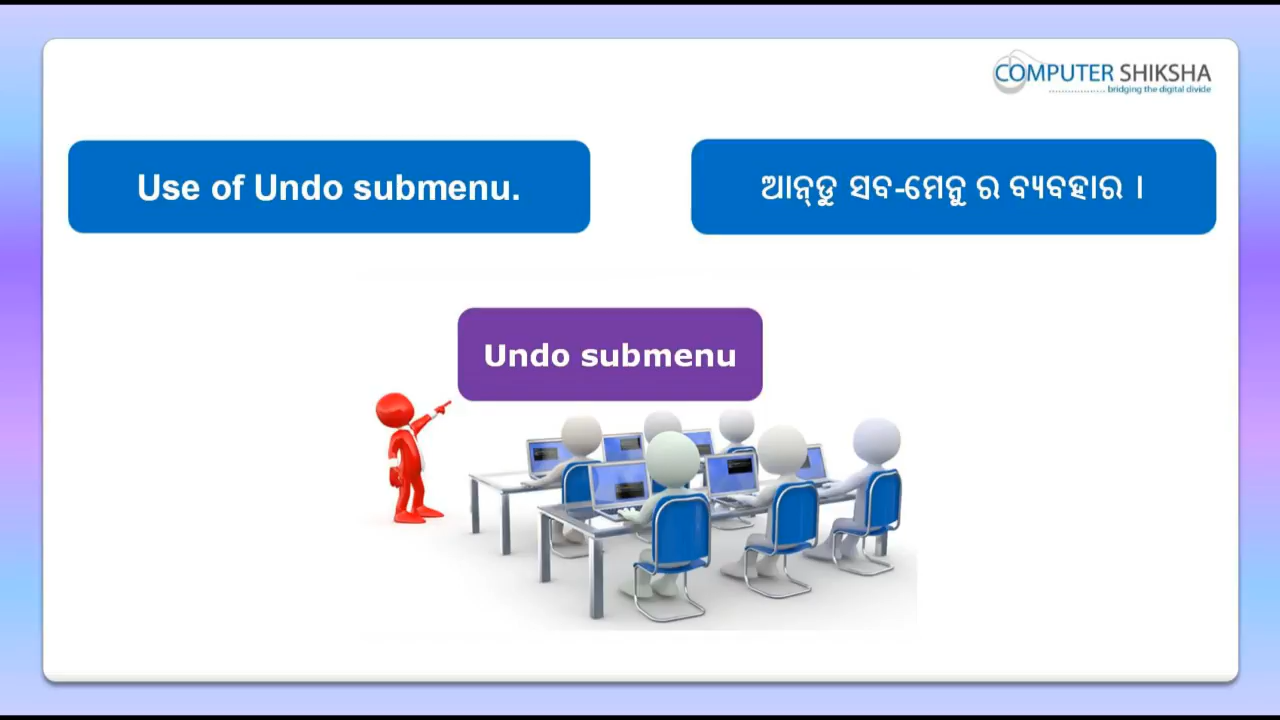 COMPUTER SHIKSHA
bridging the digital divide
Use of Undo submenu.
ଆନ୍‌ଡୁ ସବ-ମେନୁ ର ବ୍ୟବହାର ।
Undo submenu